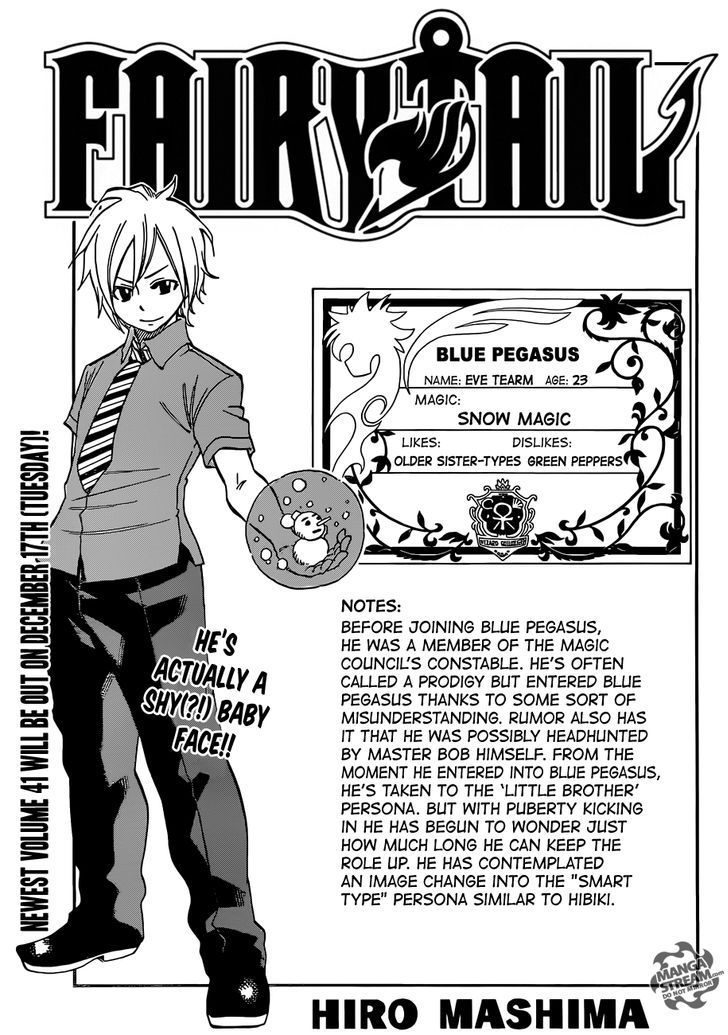 FAIRY TAIL
BLUE PEGASUS
NAME: EVE TEARM AGE: 23
MAGIC:
SNOW MAGIC
LIKES: DISLIKES:
OLDER SISTER-TYPES GREEN PEPPERS
WIZARD GUILDER'S
NEWEST VOLUME 41 WILL BE OUT ON DECEMBER 17TH (TUESDAY)!
HE'S
ACTUALLY A
SHY(?!) BABY
FACE!!
NOTES:
BEFORE JOINING BLUE PEGASUS,
HE WAS A MEMBER OF THE MAGIC
COUNCIL'S CONSTABLE. HE'S OFTEN
CALLED A PRODIGY BUT ENTERED BLUE
PEGASUS THANKS TO SOME SORT OF
MISUNDERSTANDING. RUMOR ALSO HAS
IT THAT HE WAS POSSIBLY HEADHUNTED
BY MASTER BOB HIMSELF. FROM THE
MOMENT HE ENTERED INTO BLUE PEGASUS,
HE'S TAKEN TO THE 'LITTLE BROTHER'
PERSONA. BUT WITH PUBERTY KICKING
IN HE HAS BEGUN TO WONDER JUST
HOW MUCH LONG HE CAN KEEP THE
ROLE UP. HE HAS CONTEMPLATED
AN IMAGE CHANGE INTO THE "SMART
TYPE" PERSONA SIMILAR TO HIBIKI.
MANGA
STREAM.com
DO NOT MIRROR
HIRO MASHIMA